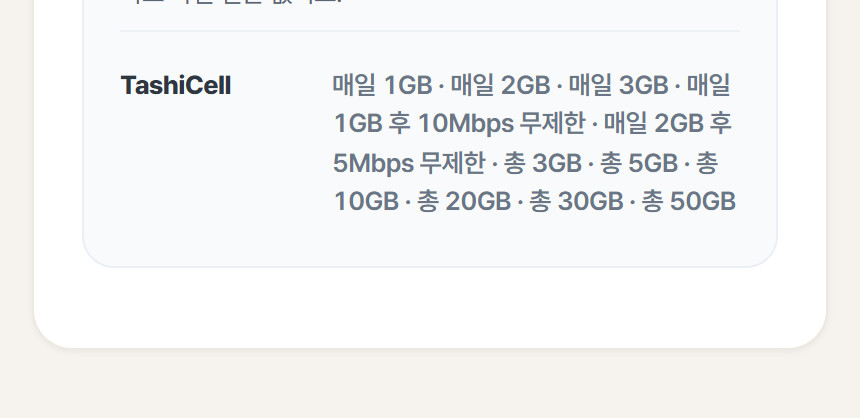 TashiCell
매일 1GB · 매일 2GB · 매일 3GB · 매일
1GB 후 10Mbps 무제한 · 매일 2GB 후
5Mbps 무제한 · 총 3GB · 총 5GB · 총
10GB · 총 20GB · 총 30GB · 총 50GB